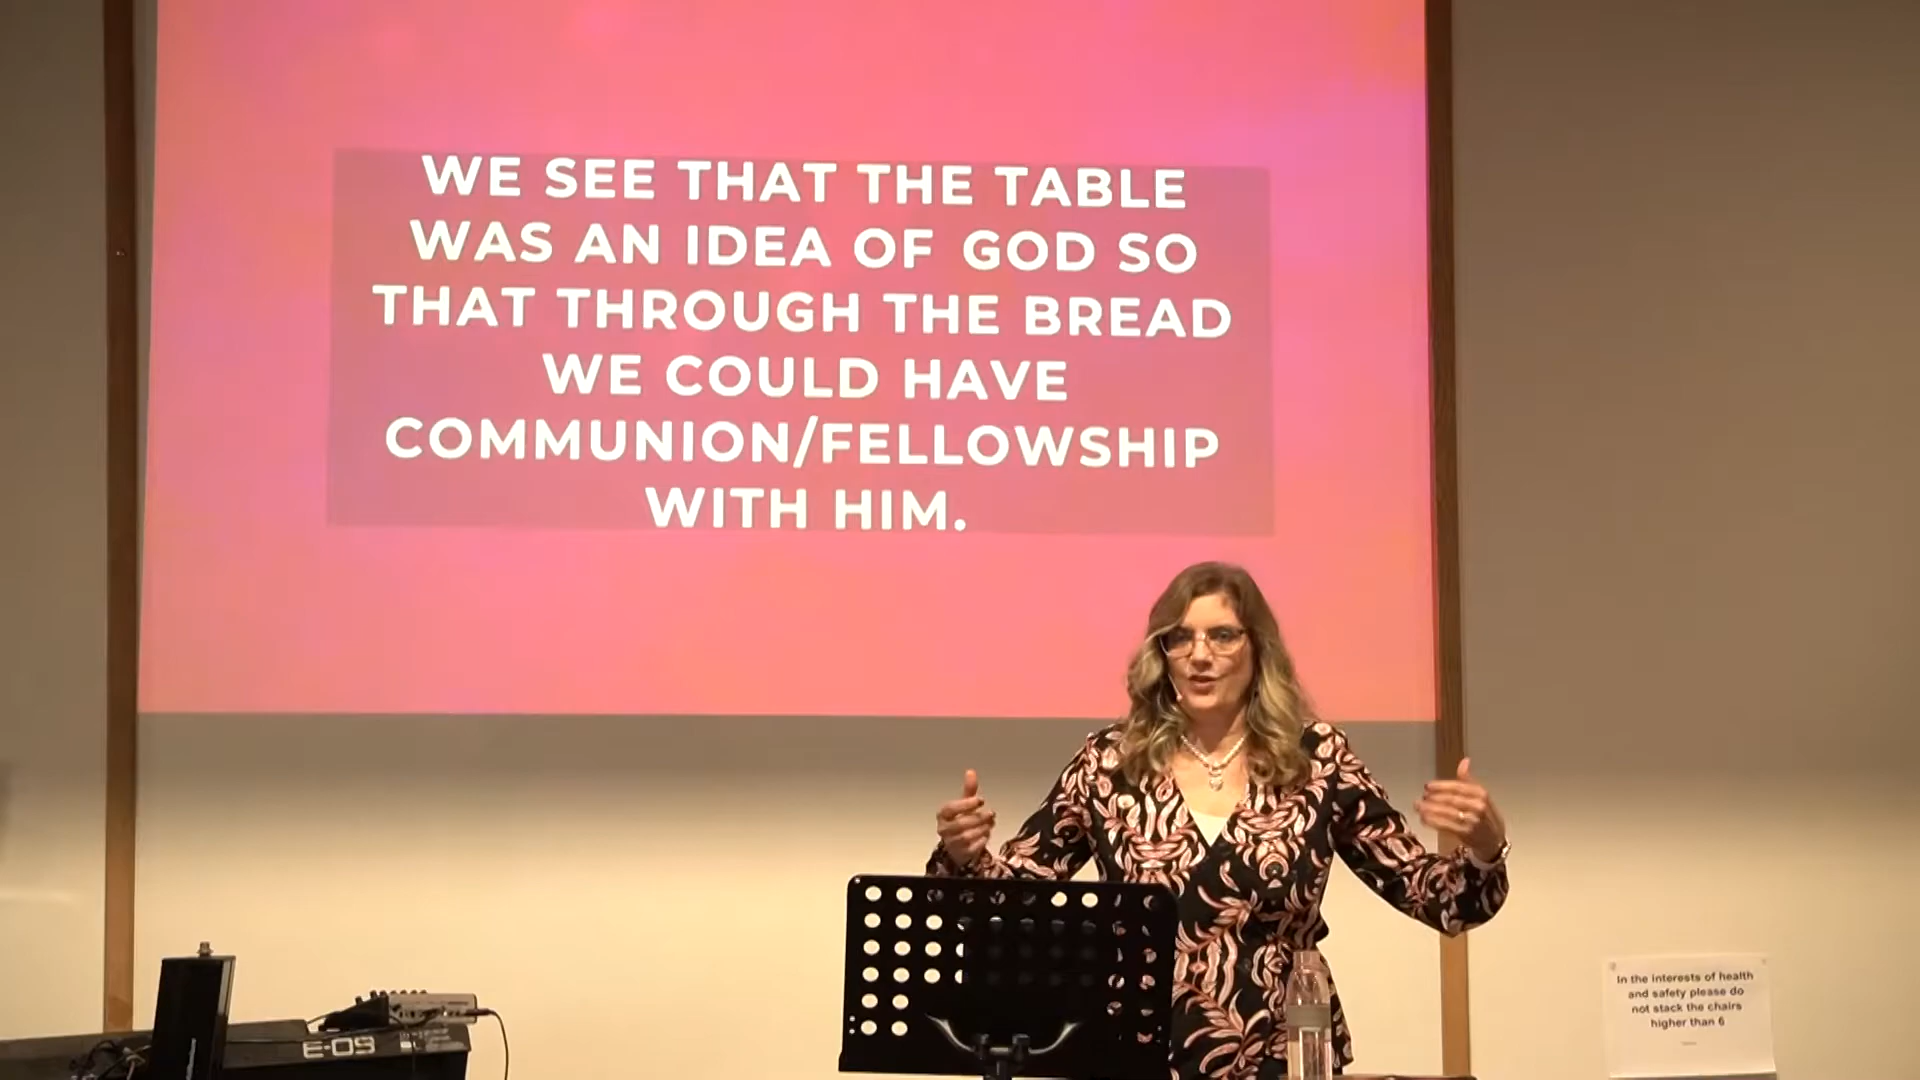 WE SEE THAT THE TABLE
WAS AN IDEA OF GOD SO
THAT THROUGH THE BREAD
WE COULD HAVE
COMMUNION/FELLOWSHIP
WITH HIM.
E-09
In the interests of health
and safety please do
not stack the chairs
higher than 6